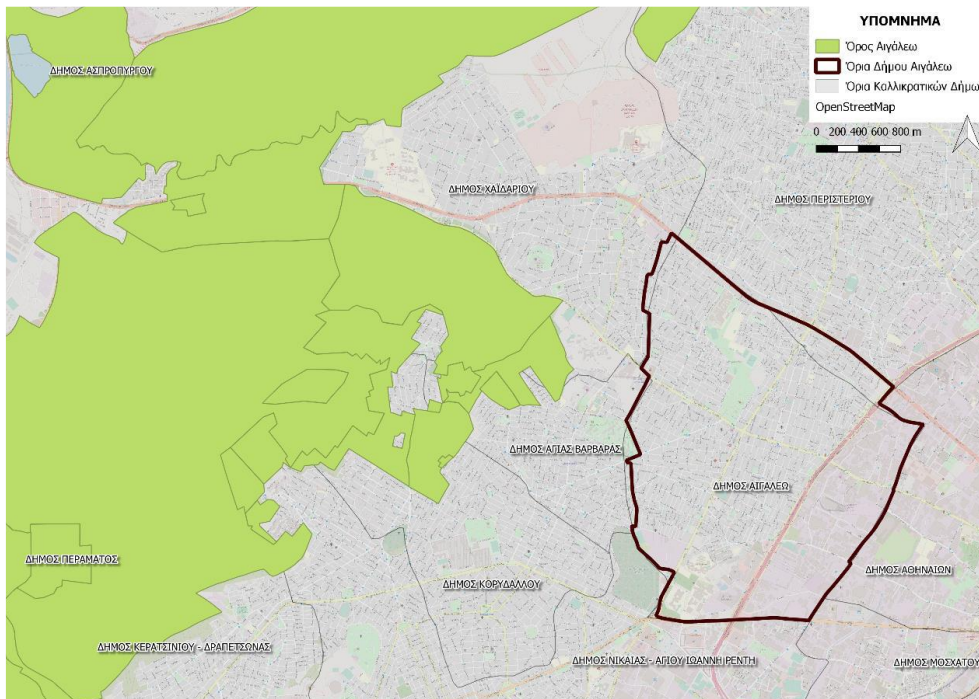 ΥΠΟΜΝΗΜΑ
Όρος Αιγάλεω
Όρια Δήμου Αιγάλεω
Όρια Καλλικρατικών Δήμω
OpenStreetMap
0 200 400 600 800 m
ΔΗΜΟΣ ΑΣΠΡΟΠΥΡΓΟΥ
ΔΗΜΟΣ ΧΑΪΔΑΡΙΟΥ
ΔΗΜΟΣ ΠΕΡΙΣΤΕΡΙΟΥ
ΔΗΜΟΣ ΑΓΙΑΣ ΒΑΡΒΑΡΑΣ
ΔΗΜΟΣ ΑΙΓΑΛΕΩ
ΔΗΜΟΣ ΠΕΡΑΜΑΤΟΣ
ΔΗΜΟΣ ΑΘΗΝΑΙΩΝ
ΔΗΜΟΣ ΚΟΡΥΔΑΛΛΟΥ
ΔΗΜΟΣ ΚΕΡΑΤΣΙΝΙΟΥ - ΔΡΑΠΕΤΣΩΝΑΣ
ΔΗΜΟΣ ΝΙΚΑΙΑΣ - ΑΓΙΟΥ ΙΩΑΝΝΗ ΡΕΝΤΗ
ΔΗΜΟΣ ΜΟΣΧΑΤΟΥ